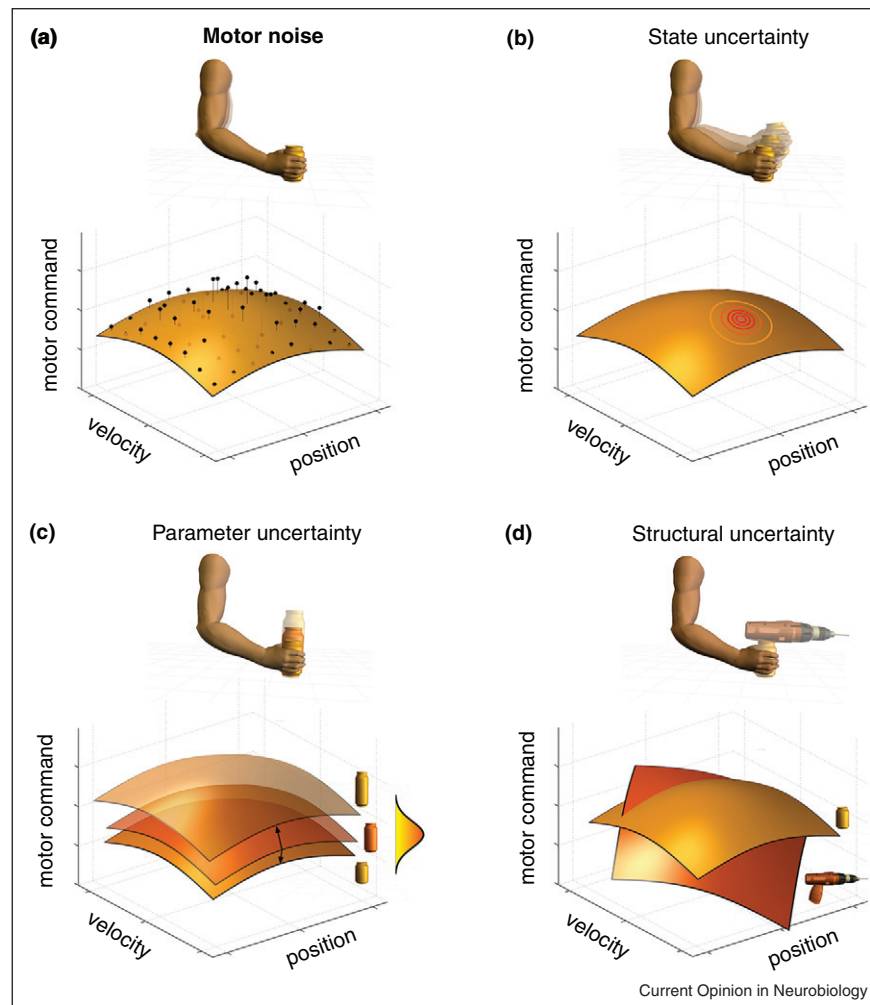 (a)
Motor noise
(b)
State uncertainty
motor command
velocity
position
motor command
velocity
position
(c)
Parameter uncertainty
(d)
Structural uncertainty
motor command
velocity
position
motor command
velocity
position
Current Opinion in Neurobiology